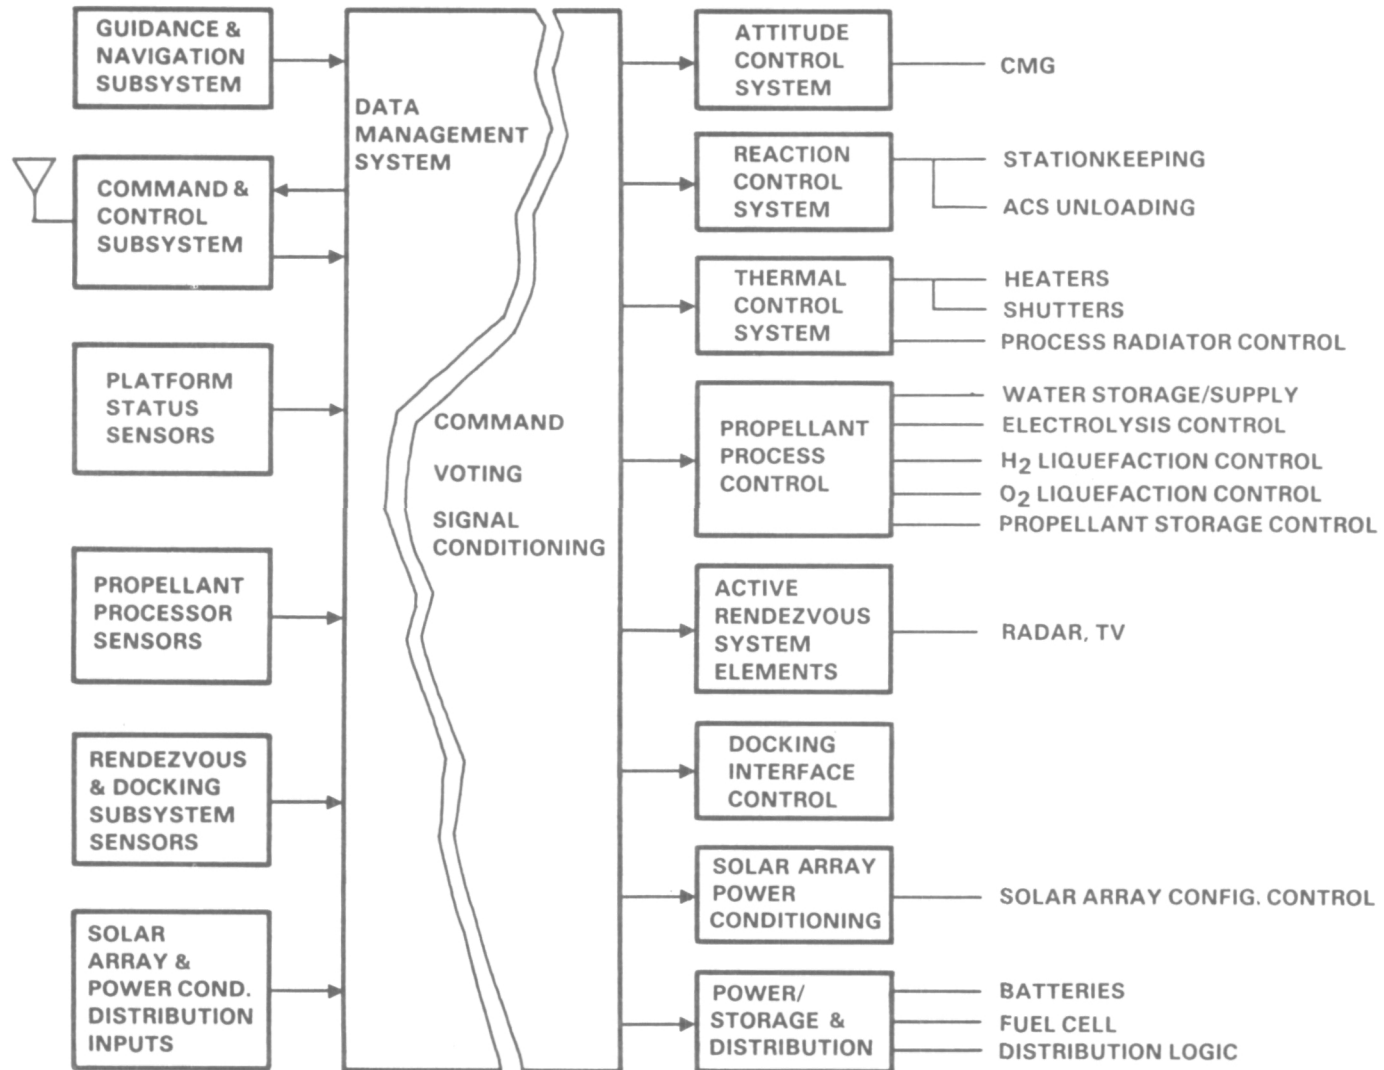 GUIDANCE &
NAVIGATION
SUBSYSTEM
COMMAND &
CONTROL
SUBSYSTEM
PLATFORM
STATUS
SENSORS
PROPELLANT
PROCESSOR
SENSORS
RENDEZVOUS
& DOCKING
SUBSYSTEM
SENSORS
SOLAR
ARRAY &
POWER COND.
DISTRIBUTION
INPUTS
DATA
MANAGEMENT
SYSTEM
COMMAND
VOTING
SIGNAL
CONDITIONING
ATTITUDE
CONTROL
SYSTEM
CMG
REACTION
CONTROL
SYSTEM
STATIONKEEPING
ACS UNLOADING
THERMAL
CONTROL
SYSTEM
HEATERS
SHUTTERS
PROCESS RADIATOR CONTROL
PROPELLANT
PROCESS
CONTROL
WATER STORAGE/SUPPLY
ELECTROLYSIS CONTROL
H2 LIQUEFACTION CONTROL
O2 LIQUEFACTION CONTROL
PROPELLANT STORAGE CONTROL
ACTIVE
RENDEZVOUS
SYSTEM
ELEMENTS
RADAR, TV
DOCKING
INTERFACE
CONTROL
SOLAR ARRAY
POWER
CONDITIONING
SOLAR ARRAY CONFIG. CONTROL
POWER/
STORAGE &
DISTRIBUTION
BATTERIES
FUEL CELL
DISTRIBUTION LOGIC